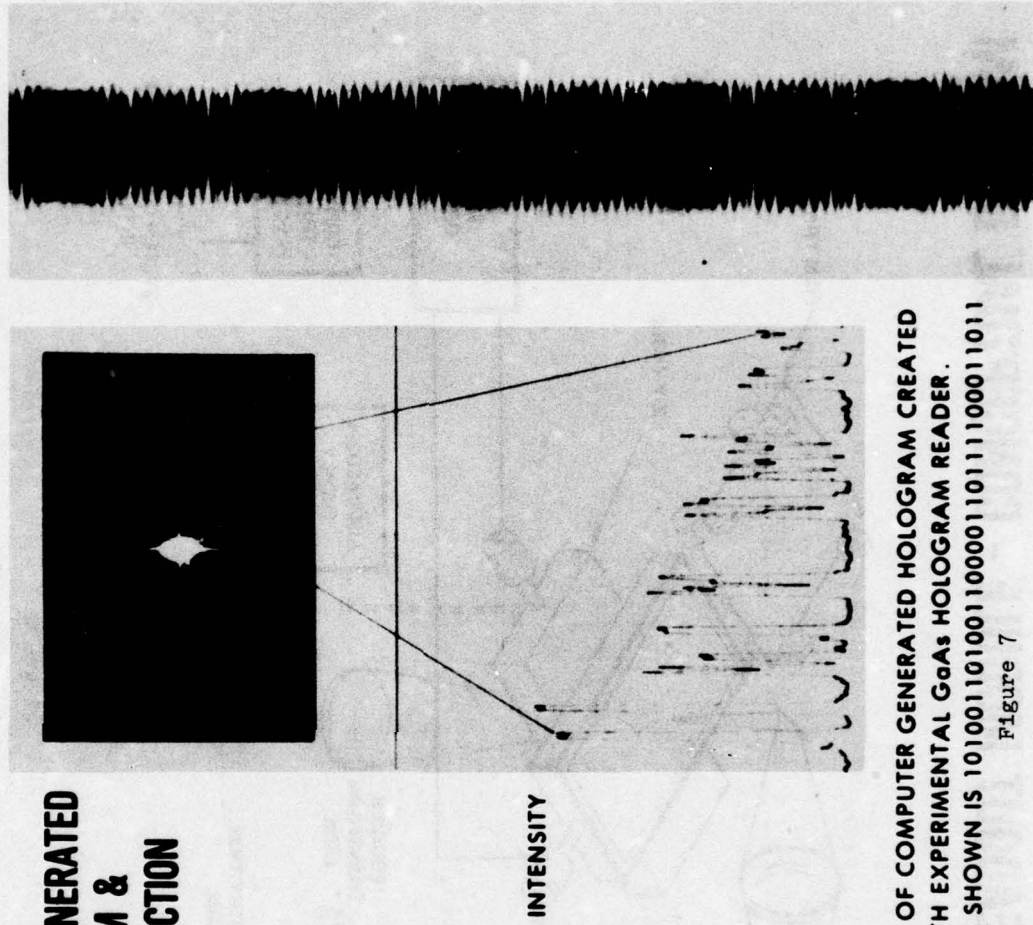 NERATED
M &
CTION
INTENSITY
OF COMPUTER GENERATED HOLOGRAM CREATED
TH EXPERIMENTAL GaAs HOLOGRAM READER.
SHOWN IS 10100110100110000110111100011011
Figure 7